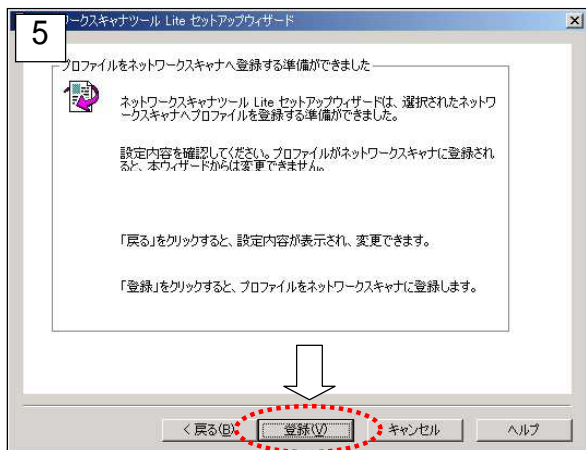 5
ークスキャナツール Lite セットアップウィザード
プロファイルをネットワークスキャナへ登録する準備ができました
ネットワークスキャナツール Lite セットアップウィザードは、選択されたネットワ
ークスキャナへプロファイルを登録する準備ができました。
設定内容を確認してください。プロファイルがネットワークスキャナに登録され
ると、本ウィザードからは変更できません。
「戻る」をクリックすると、設定内容が表示され、変更できます。
「登録」をクリックすると、プロファイルをネットワークスキャナに登録します。
< 戻る(B) 登録(V) キャンセル ヘルプ